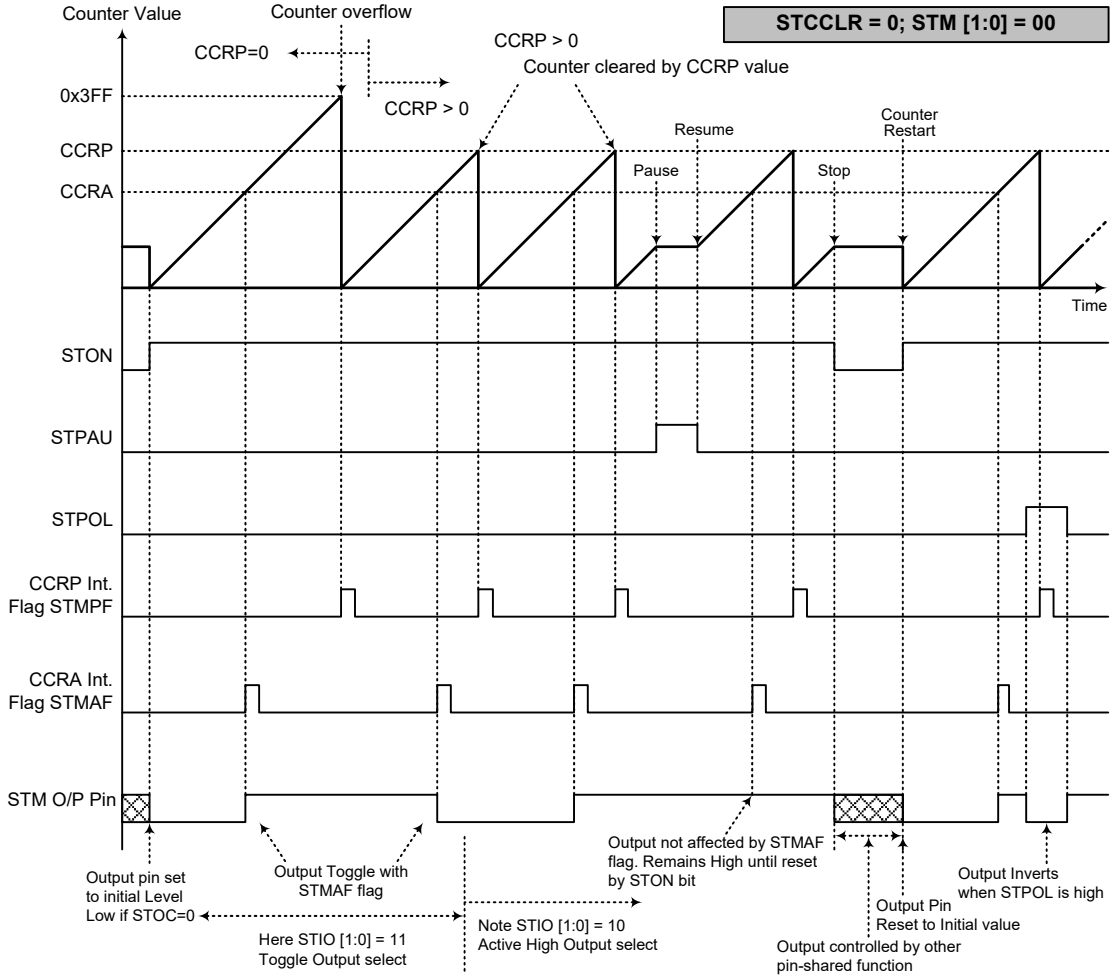 Counter Value
Counter overflow
STCCLR = 0; STM [1:0] = 00
CCRP=0
CCRP > 0
CCRP > 0
Counter cleared by CCRP value
0x3FF
CCRP
CCRA
Pause
Resume
Stop
Counter
Restart
Time
STON
STPAU
STPOL
CCRP Int.
Flag STMPF
CCRA Int.
Flag STMAF
STM O/P Pin
Output pin set
to initial Level
Low if STOC=0
Output Toggle with
STMAF flag
Here STIO [1:0] = 11
Toggle Output select
Note STIO [1:0] = 10
Active High Output select
Output not affected by STMAF
flag. Remains High until reset
by STON bit
Output controlled by other
pin-shared function
Output Pin
Reset to Initial value
Output Inverts
when STPOL is high